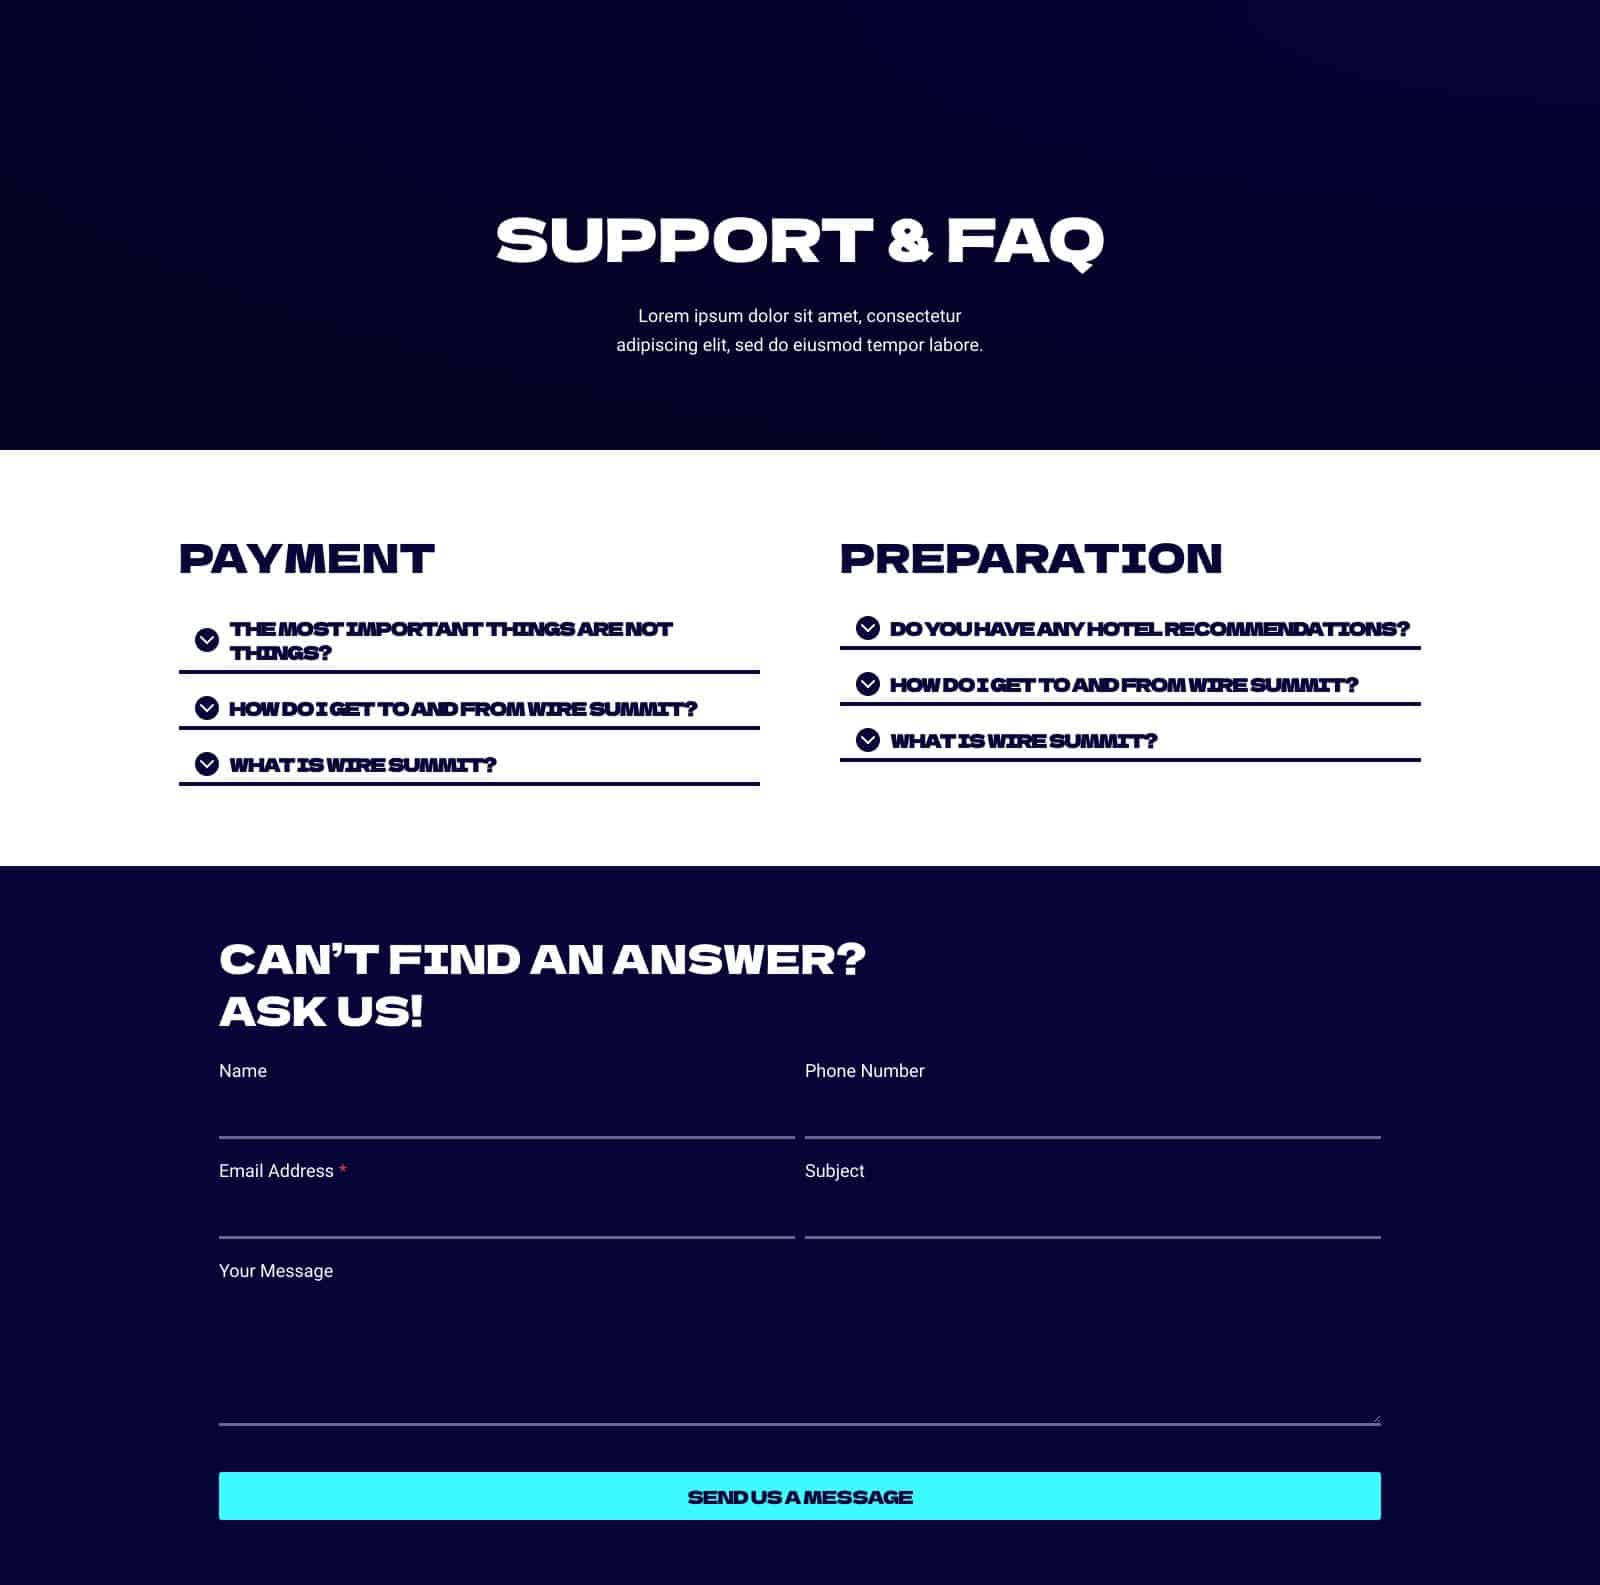 SUPPORT & FAQ
Lorem ipsum dolor sit amet, consectetur
adipiscing elit, sed do eiusmod tempor labore.
PAYMENT
THE MOST IMPORTANT THINGS ARE NOT
THINGS?
HOW DO I GET TO AND FROM WIRE SUMMIT?
WHAT IS WIRE SUMMIT?
PREPARATION
DO YOU HAVE ANY HOTEL RECOMMENDATIONS?
HOW DO I GET TO AND FROM WIRE SUMMIT?
WHAT IS WIRE SUMMIT?
CAN’T FIND AN ANSWER?
ASK US!
Name
Phone Number
Email Address *
Subject
Your Message
SEND US A MESSAGE